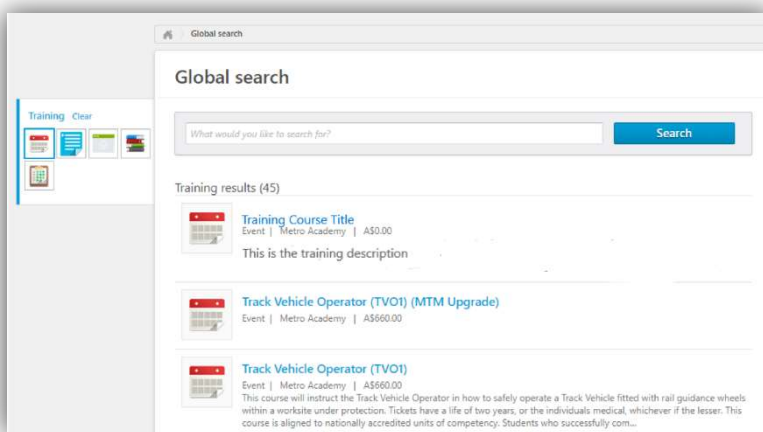 Global search
Global search
Training Clear
What would you like to search for?
Search
Training results (45)
Training Course Title
Event | Metro Academy | A$0.00
This is the training description
Track Vehicle Operator (TVO1) (MTM Upgrade)
Event | Metro Academy | A$660.00
Track Vehicle Operator (TVO1)
Event | Metro Academy | A$660.00
This course will instruct the Track Vehicle Operator in how to safely operate a Track Vehicle fitted with rail guidance wheels
within a worksite under protection. Tickets have a life of two years, or the individuals medical, whichever if the lesser. This
course is aligned to nationally accredited units of competency. Students who successfully com...